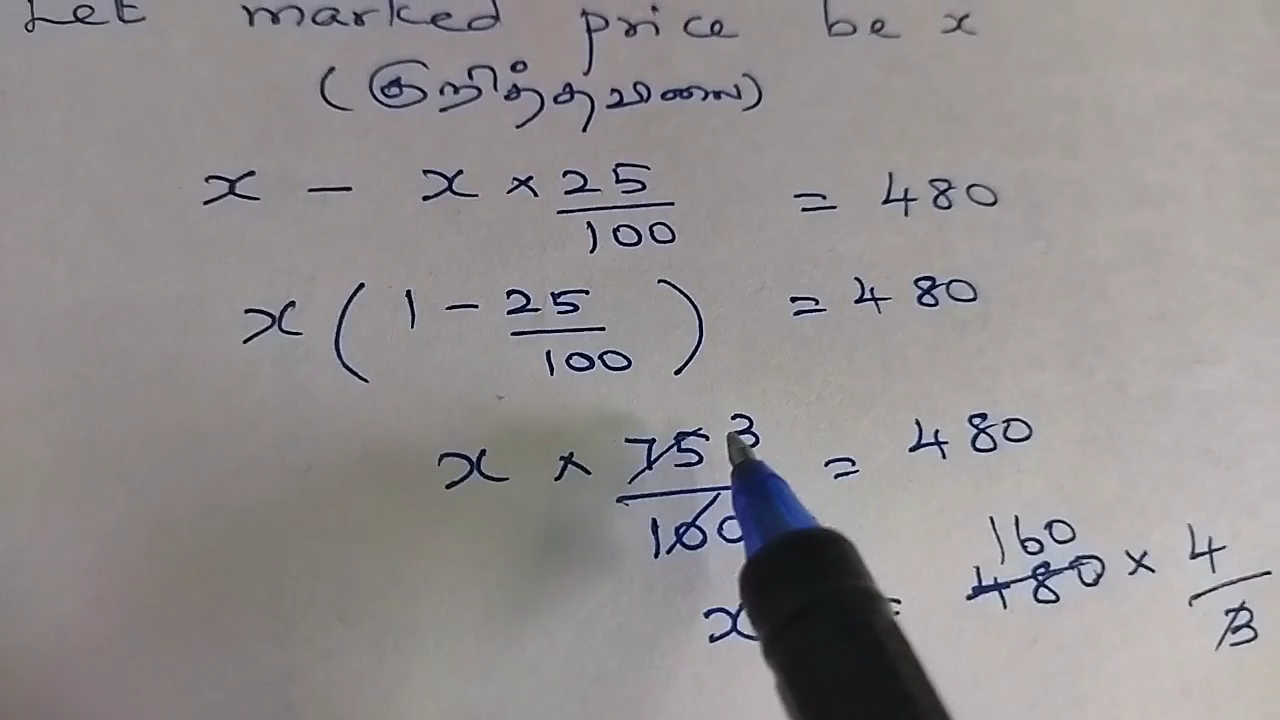 Let marked price be x
(குறித்தவிலை)
x - x × 25/100 = 480
x(1 - 25/100) = 480
x × 75/100 3 = 480
160
x = 480 × 4/3